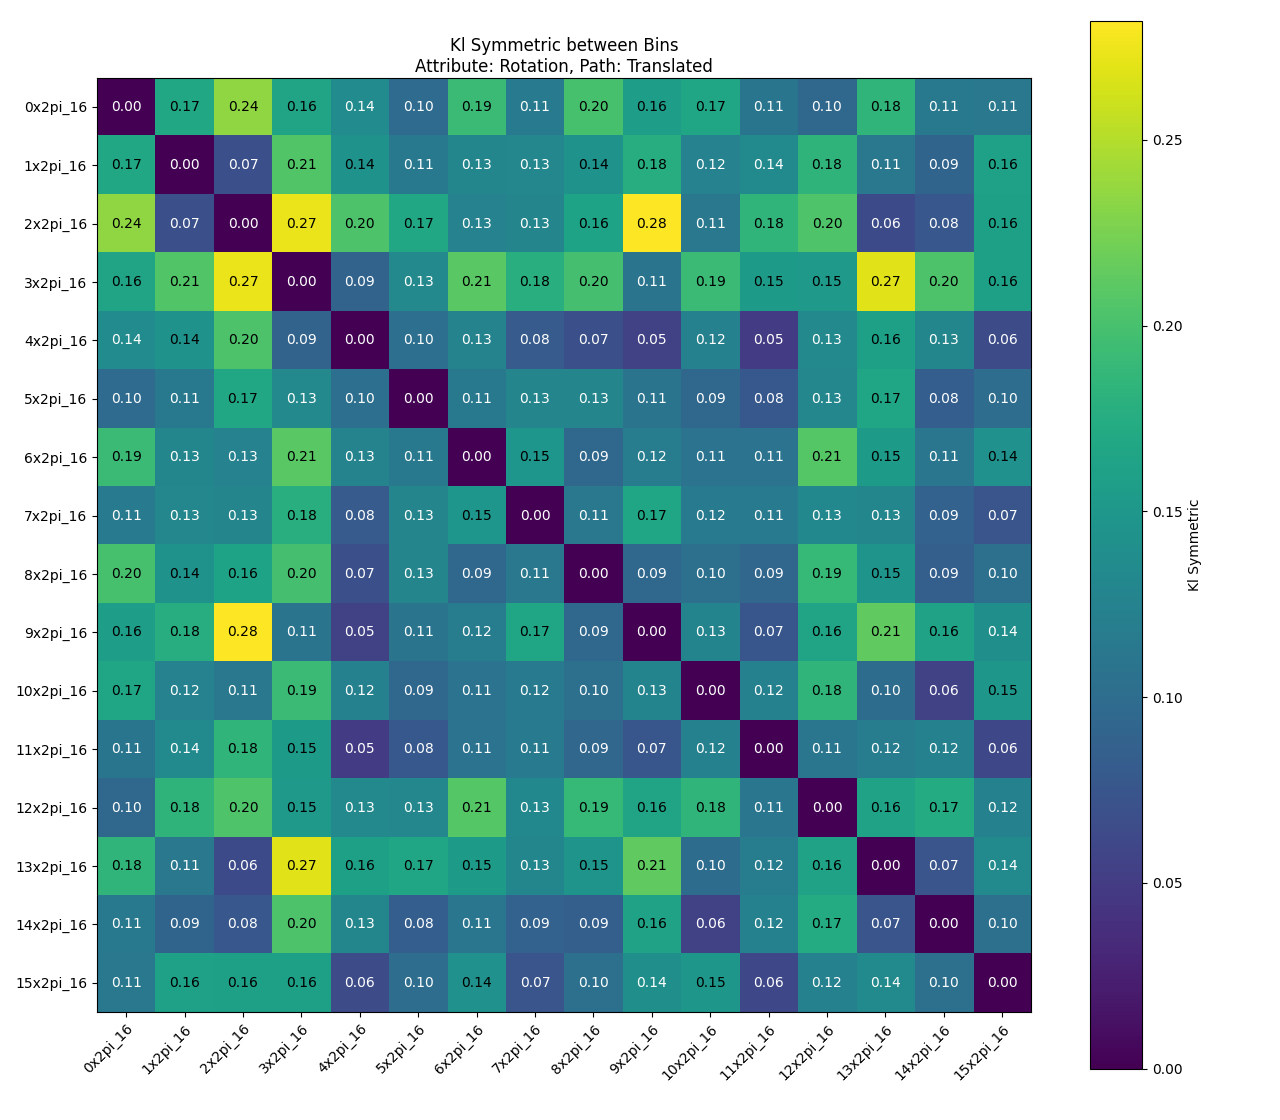 Kl Symmetric between Bins
Attribute: Rotation, Path: Translated
0x2pi_16 0.00 0.17 0.24 0.16 0.14 0.10 0.19 0.11 0.20 0.16 0.17 0.11 0.10 0.18 0.11 0.11
1x2pi_16 0.17 0.00 0.07 0.21 0.14 0.11 0.13 0.13 0.14 0.18 0.12 0.14 0.18 0.11 0.09 0.16
2x2pi_16 0.24 0.07 0.00 0.27 0.20 0.17 0.13 0.13 0.16 0.28 0.11 0.18 0.20 0.06 0.08 0.16
3x2pi_16 0.16 0.21 0.27 0.00 0.09 0.13 0.21 0.18 0.20 0.11 0.19 0.15 0.15 0.27 0.20 0.16
4x2pi_16 0.14 0.14 0.20 0.09 0.00 0.10 0.13 0.08 0.07 0.05 0.12 0.05 0.13 0.16 0.13 0.06
5x2pi_16 0.10 0.11 0.17 0.13 0.10 0.00 0.11 0.13 0.13 0.11 0.09 0.08 0.13 0.17 0.08 0.10
6x2pi_16 0.19 0.13 0.13 0.21 0.13 0.11 0.00 0.15 0.09 0.12 0.11 0.11 0.21 0.15 0.11 0.14
7x2pi_16 0.11 0.13 0.13 0.18 0.08 0.13 0.15 0.00 0.11 0.17 0.12 0.11 0.13 0.13 0.09 0.07
8x2pi_16 0.20 0.14 0.16 0.20 0.07 0.13 0.09 0.11 0.00 0.09 0.10 0.09 0.19 0.15 0.09 0.10
9x2pi_16 0.16 0.18 0.28 0.11 0.05 0.11 0.12 0.17 0.09 0.00 0.13 0.07 0.16 0.21 0.16 0.14
10x2pi_16 0.17 0.12 0.11 0.19 0.12 0.09 0.11 0.12 0.10 0.13 0.00 0.12 0.18 0.10 0.06 0.15
11x2pi_16 0.11 0.14 0.18 0.15 0.05 0.08 0.11 0.11 0.09 0.07 0.12 0.00 0.11 0.12 0.12 0.06
12x2pi_16 0.10 0.18 0.20 0.15 0.13 0.13 0.21 0.13 0.19 0.16 0.18 0.11 0.00 0.16 0.17 0.12
13x2pi_16 0.18 0.11 0.06 0.27 0.16 0.17 0.15 0.13 0.15 0.21 0.10 0.12 0.16 0.00 0.07 0.14
14x2pi_16 0.11 0.09 0.08 0.20 0.13 0.08 0.11 0.09 0.09 0.16 0.06 0.12 0.17 0.07 0.00 0.10
15x2pi_16 0.11 0.16 0.16 0.16 0.06 0.10 0.14 0.07 0.10 0.14 0.15 0.06 0.12 0.14 0.10 0.00
0x2pi_16 1x2pi_16 2x2pi_16 3x2pi_16 4x2pi_16 5x2pi_16 6x2pi_16 7x2pi_16 8x2pi_16 9x2pi_16 10x2pi_16 11x2pi_16 12x2pi_16 13x2pi_16 14x2pi_16 15x2pi_16
0.25
0.20
0.15
0.10
0.05
0.00
Kl Symmetric